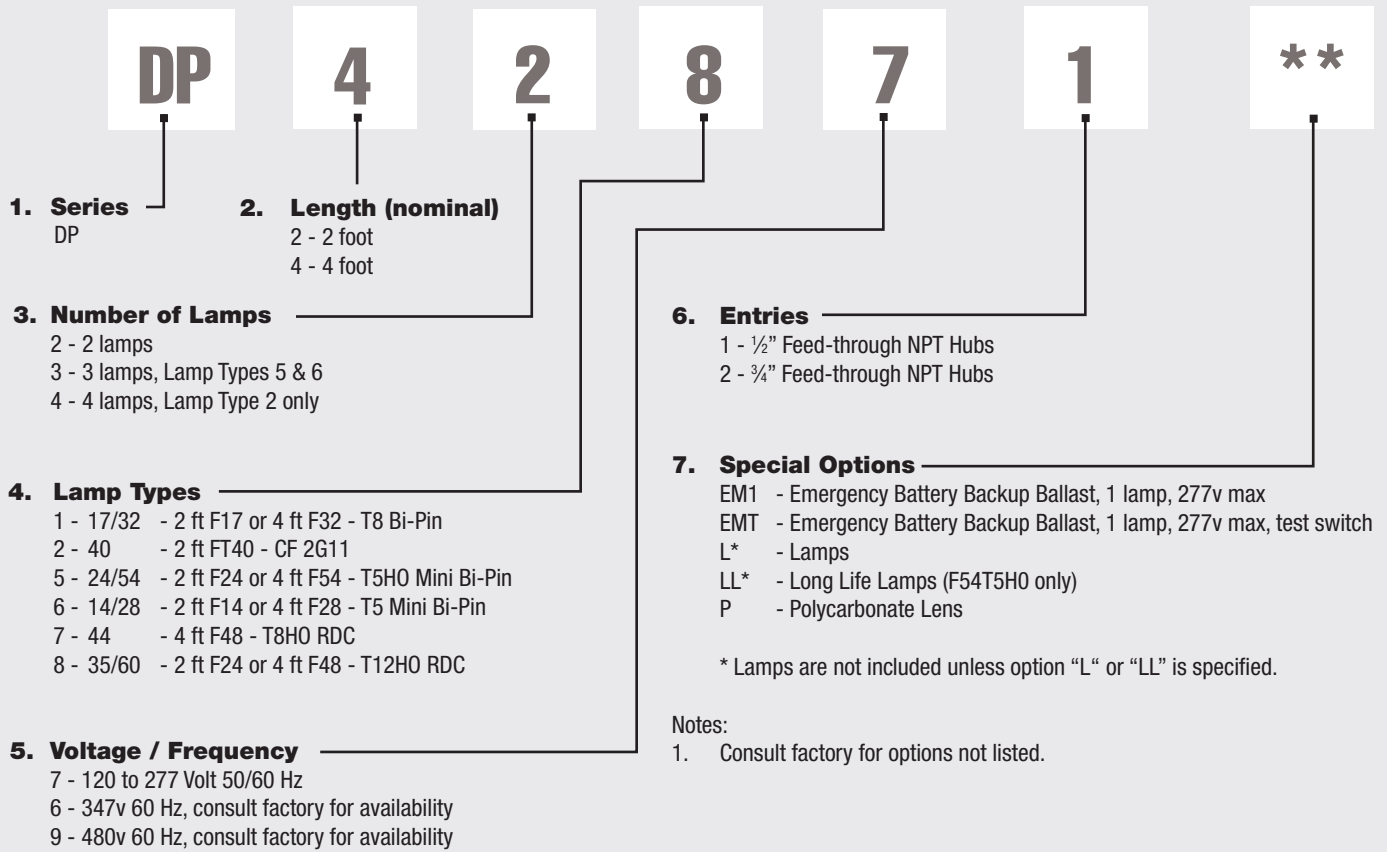 DP 4 2 8 7 1 **
1. Series
DP
2. Length (nominal)
2 - 2 foot
4 - 4 foot
3. Number of Lamps
2 - 2 lamps
3 - 3 lamps, Lamp Types 5 & 6
4 - 4 lamps, Lamp Type 2 only
4. Lamp Types
1 - 17/32 - 2 ft F17 or 4 ft F32 - T8 Bi-Pin
2 - 40 - 2 ft FT40 - CF 2G11
5 - 24/54 - 2 ft F24 or 4 ft F54 - T5HO Mini Bi-Pin
6 - 14/28 - 2 ft F14 or 4 ft F28 - T5 Mini Bi-Pin
7 - 44 - 4 ft F48 - T8HO RDC
8 - 35/60 - 2 ft F24 or 4 ft F48 - T12HO RDC
5. Voltage / Frequency
7 - 120 to 277 Volt 50/60 Hz
6 - 347v 60 Hz, consult factory for availability
9 - 480v 60 Hz, consult factory for availability
6. Entries
1 - ½” Feed-through NPT Hubs
2 - ¾” Feed-through NPT Hubs
7. Special Options
EM1 - Emergency Battery Backup Ballast, 1 lamp, 277v max
EMT - Emergency Battery Backup Ballast, 1 lamp, 277v max, test switch
L* - Lamps
LL* - Long Life Lamps (F54T5HO only)
P - Polycarbonate Lens
* Lamps are not included unless option “L“ or “LL” is specified.
Notes:
1. Consult factory for options not listed.